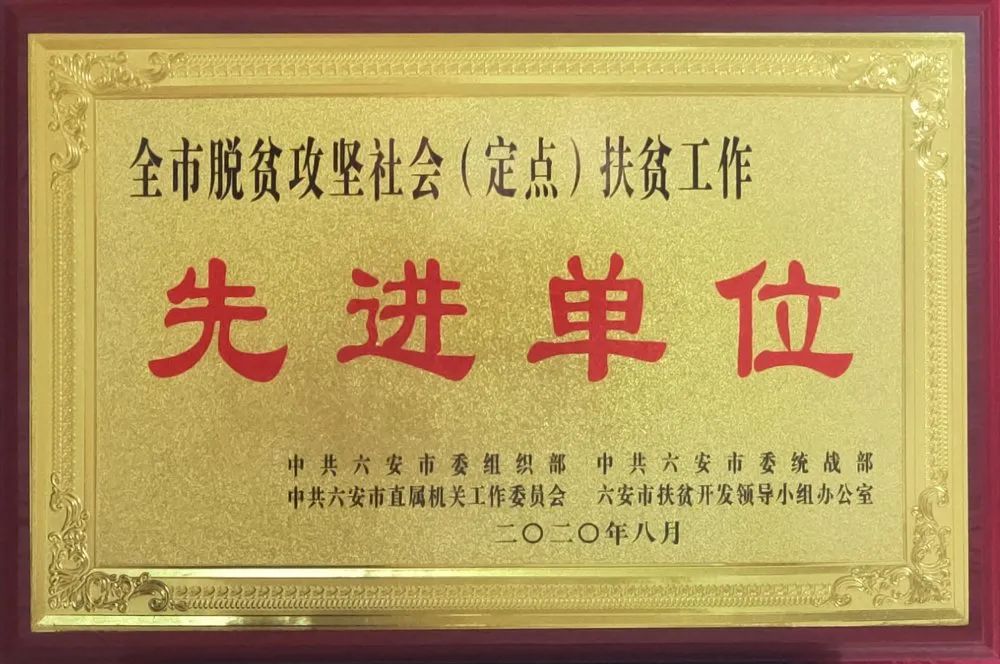 全市脱贫攻坚社会（定点）扶贫工作
先进单位
中共六安市委组织部 中共六安市委统战部
中共六安市直属机关工作委员会 六安市扶贫开发领导小组办公室
二〇二〇年八月